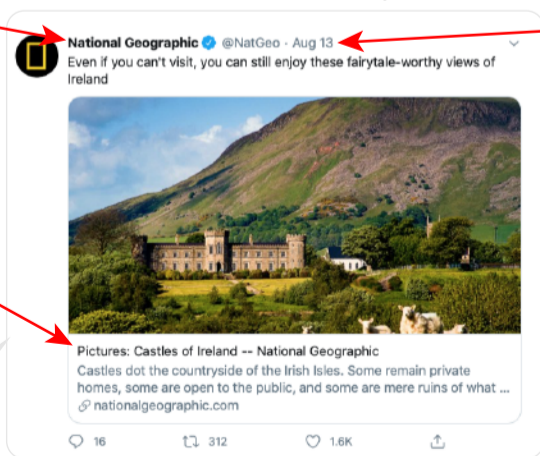 National Geographic @NatGeo · Aug 13
Even if you can't visit, you can still enjoy these fairytale-worthy views of
Ireland
Pictures: Castles of Ireland -- National Geographic
Castles dot the countryside of the Irish Isles. Some remain private
homes, some are open to the public, and some are mere ruins of what ...
nationalgeographic.com
16 312 1.6K